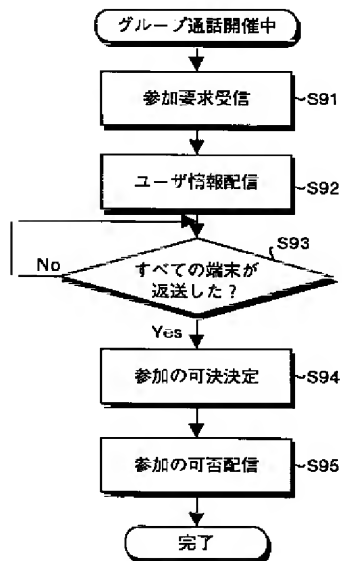 グループ通話開催中
参加要求受信
S91
ユーザ情報配信
S92
S93
No
すべての端末が
返送した?
Yes
参加の可決決定
S94
参加の可否配信
S95
完了